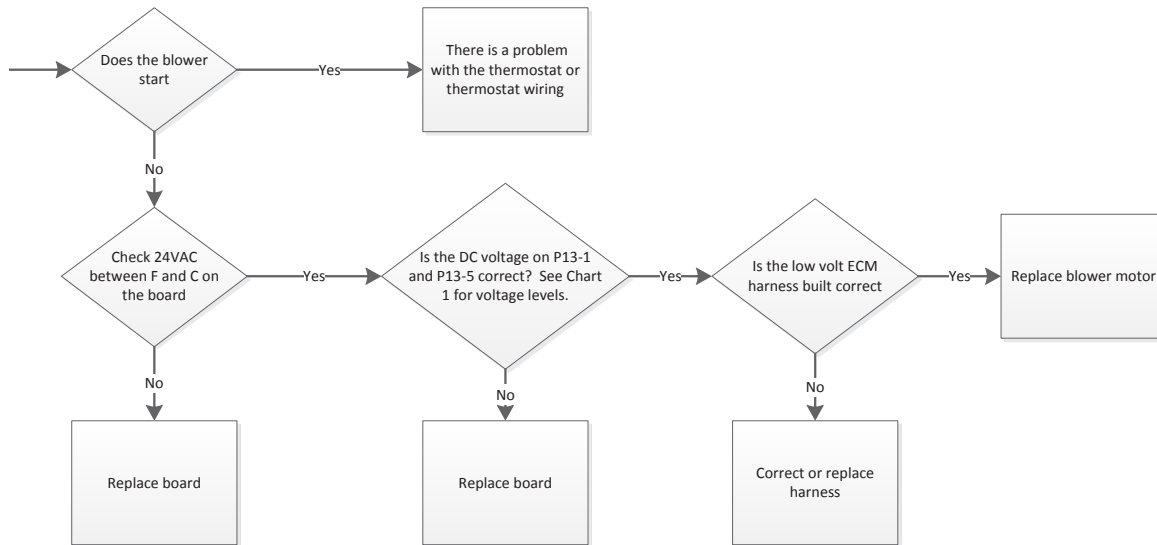 Does the blower
start
Yes
There is a problem
with the thermostat or
thermostat wiring
No
Check 24VAC
between F and C on
the board
Yes
Is the DC voltage on P13-1
and P13-5 correct?  See Chart
1 for voltage levels.
Yes
Is the low volt ECM
harness built correct
Yes
Replace blower motor
No
Replace board
No
Replace board
No
Correct or replace
harness